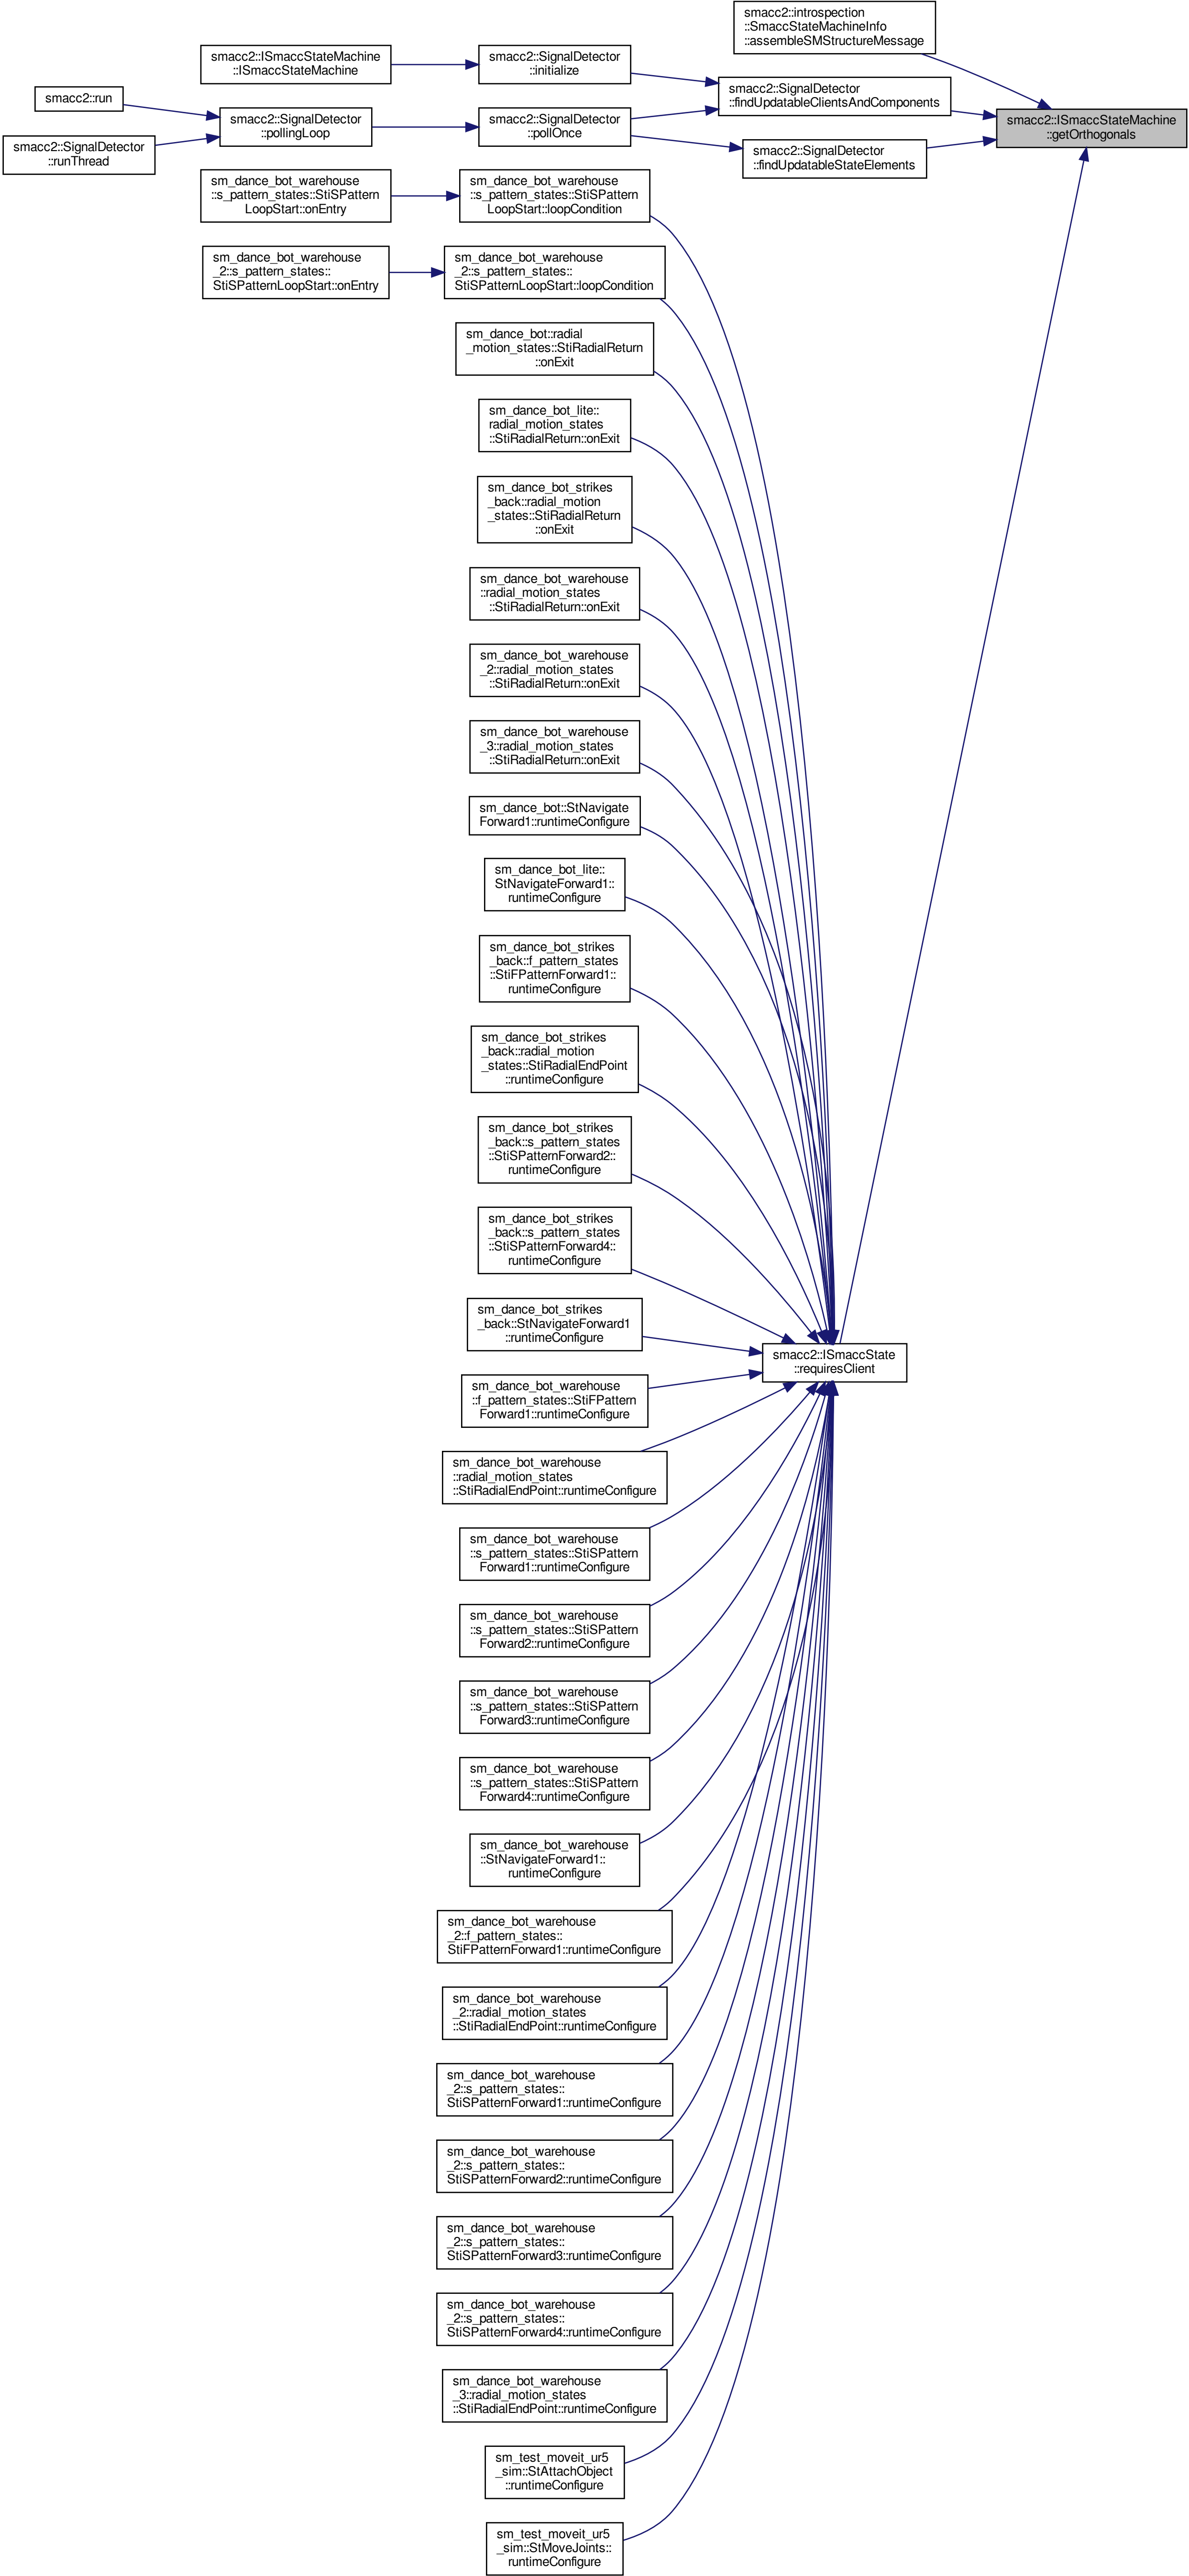 smacc2::introspection
::SmaccStateMachineInfo
::assembleSMStructureMessage
smacc2::ISmaccStateMachine
::ISmaccStateMachine
smacc2::SignalDetector
::initialize
smacc2::SignalDetector
::findUpdatableClientsAndComponents
smacc2::run
smacc2::SignalDetector
::pollingLoop
smacc2::SignalDetector
::pollOnce
smacc2::ISmaccStateMachine
::getOrthogonals
smacc2::SignalDetector
::runThread
smacc2::SignalDetector
::findUpdatableStateElements
sm_dance_bot_warehouse
::s_pattern_states::StiSPattern
LoopStart::onEntry
sm_dance_bot_warehouse
::s_pattern_states::StiSPattern
LoopStart::loopCondition
sm_dance_bot_warehouse
_2::s_pattern_states::
StiSPatternLoopStart::onEntry
sm_dance_bot_warehouse
_2::s_pattern_states::
StiSPatternLoopStart::loopCondition
sm_dance_bot::radial
_motion_states::StiRadialReturn
::onExit
sm_dance_bot_lite::
radial_motion_states
::StiRadialReturn::onExit
sm_dance_bot_strikes
_back::radial_motion
_states::StiRadialReturn
::onExit
sm_dance_bot_warehouse
::radial_motion_states
::StiRadialReturn::onExit
sm_dance_bot_warehouse
_2::radial_motion_states
::StiRadialReturn::onExit
sm_dance_bot_warehouse
_3::radial_motion_states
::StiRadialReturn::onExit
sm_dance_bot::StNavigate
Forward1::runtimeConfigure
sm_dance_bot_lite::
StNavigateForward1::
runtimeConfigure
sm_dance_bot_strikes
_back::f_pattern_states
::StiFPatternForward1::
runtimeConfigure
sm_dance_bot_strikes
_back::radial_motion
_states::StiRadialEndPoint
::runtimeConfigure
sm_dance_bot_strikes
_back::s_pattern_states
::StiSPatternForward2::
runtimeConfigure
sm_dance_bot_strikes
_back::s_pattern_states
::StiSPatternForward4::
runtimeConfigure
sm_dance_bot_strikes
_back::StNavigateForward1
::runtimeConfigure
smacc2::ISmaccState
::requiresClient
sm_dance_bot_warehouse
::f_pattern_states::StiFPattern
Forward1::runtimeConfigure
sm_dance_bot_warehouse
::radial_motion_states
::StiRadialEndPoint::runtimeConfigure
sm_dance_bot_warehouse
::s_pattern_states::StiSPattern
Forward1::runtimeConfigure
sm_dance_bot_warehouse
::s_pattern_states::StiSPattern
Forward2::runtimeConfigure
sm_dance_bot_warehouse
::s_pattern_states::StiSPattern
Forward3::runtimeConfigure
sm_dance_bot_warehouse
::s_pattern_states::StiSPattern
Forward4::runtimeConfigure
sm_dance_bot_warehouse
::StNavigateForward1::
runtimeConfigure
sm_dance_bot_warehouse
_2::f_pattern_states::
StiFPatternForward1::runtimeConfigure
sm_dance_bot_warehouse
_2::radial_motion_states
::StiRadialEndPoint::runtimeConfigure
sm_dance_bot_warehouse
_2::s_pattern_states::
StiSPatternForward1::runtimeConfigure
sm_dance_bot_warehouse
_2::s_pattern_states::
StiSPatternForward2::runtimeConfigure
sm_dance_bot_warehouse
_2::s_pattern_states::
StiSPatternForward3::runtimeConfigure
sm_dance_bot_warehouse
_2::s_pattern_states::
StiSPatternForward4::runtimeConfigure
sm_dance_bot_warehouse
_3::radial_motion_states
::StiRadialEndPoint::runtimeConfigure
sm_test_moveit_ur5
_sim::StAttachObject
::runtimeConfigure
sm_test_moveit_ur5
_sim::StMoveJoints::
runtimeConfigure